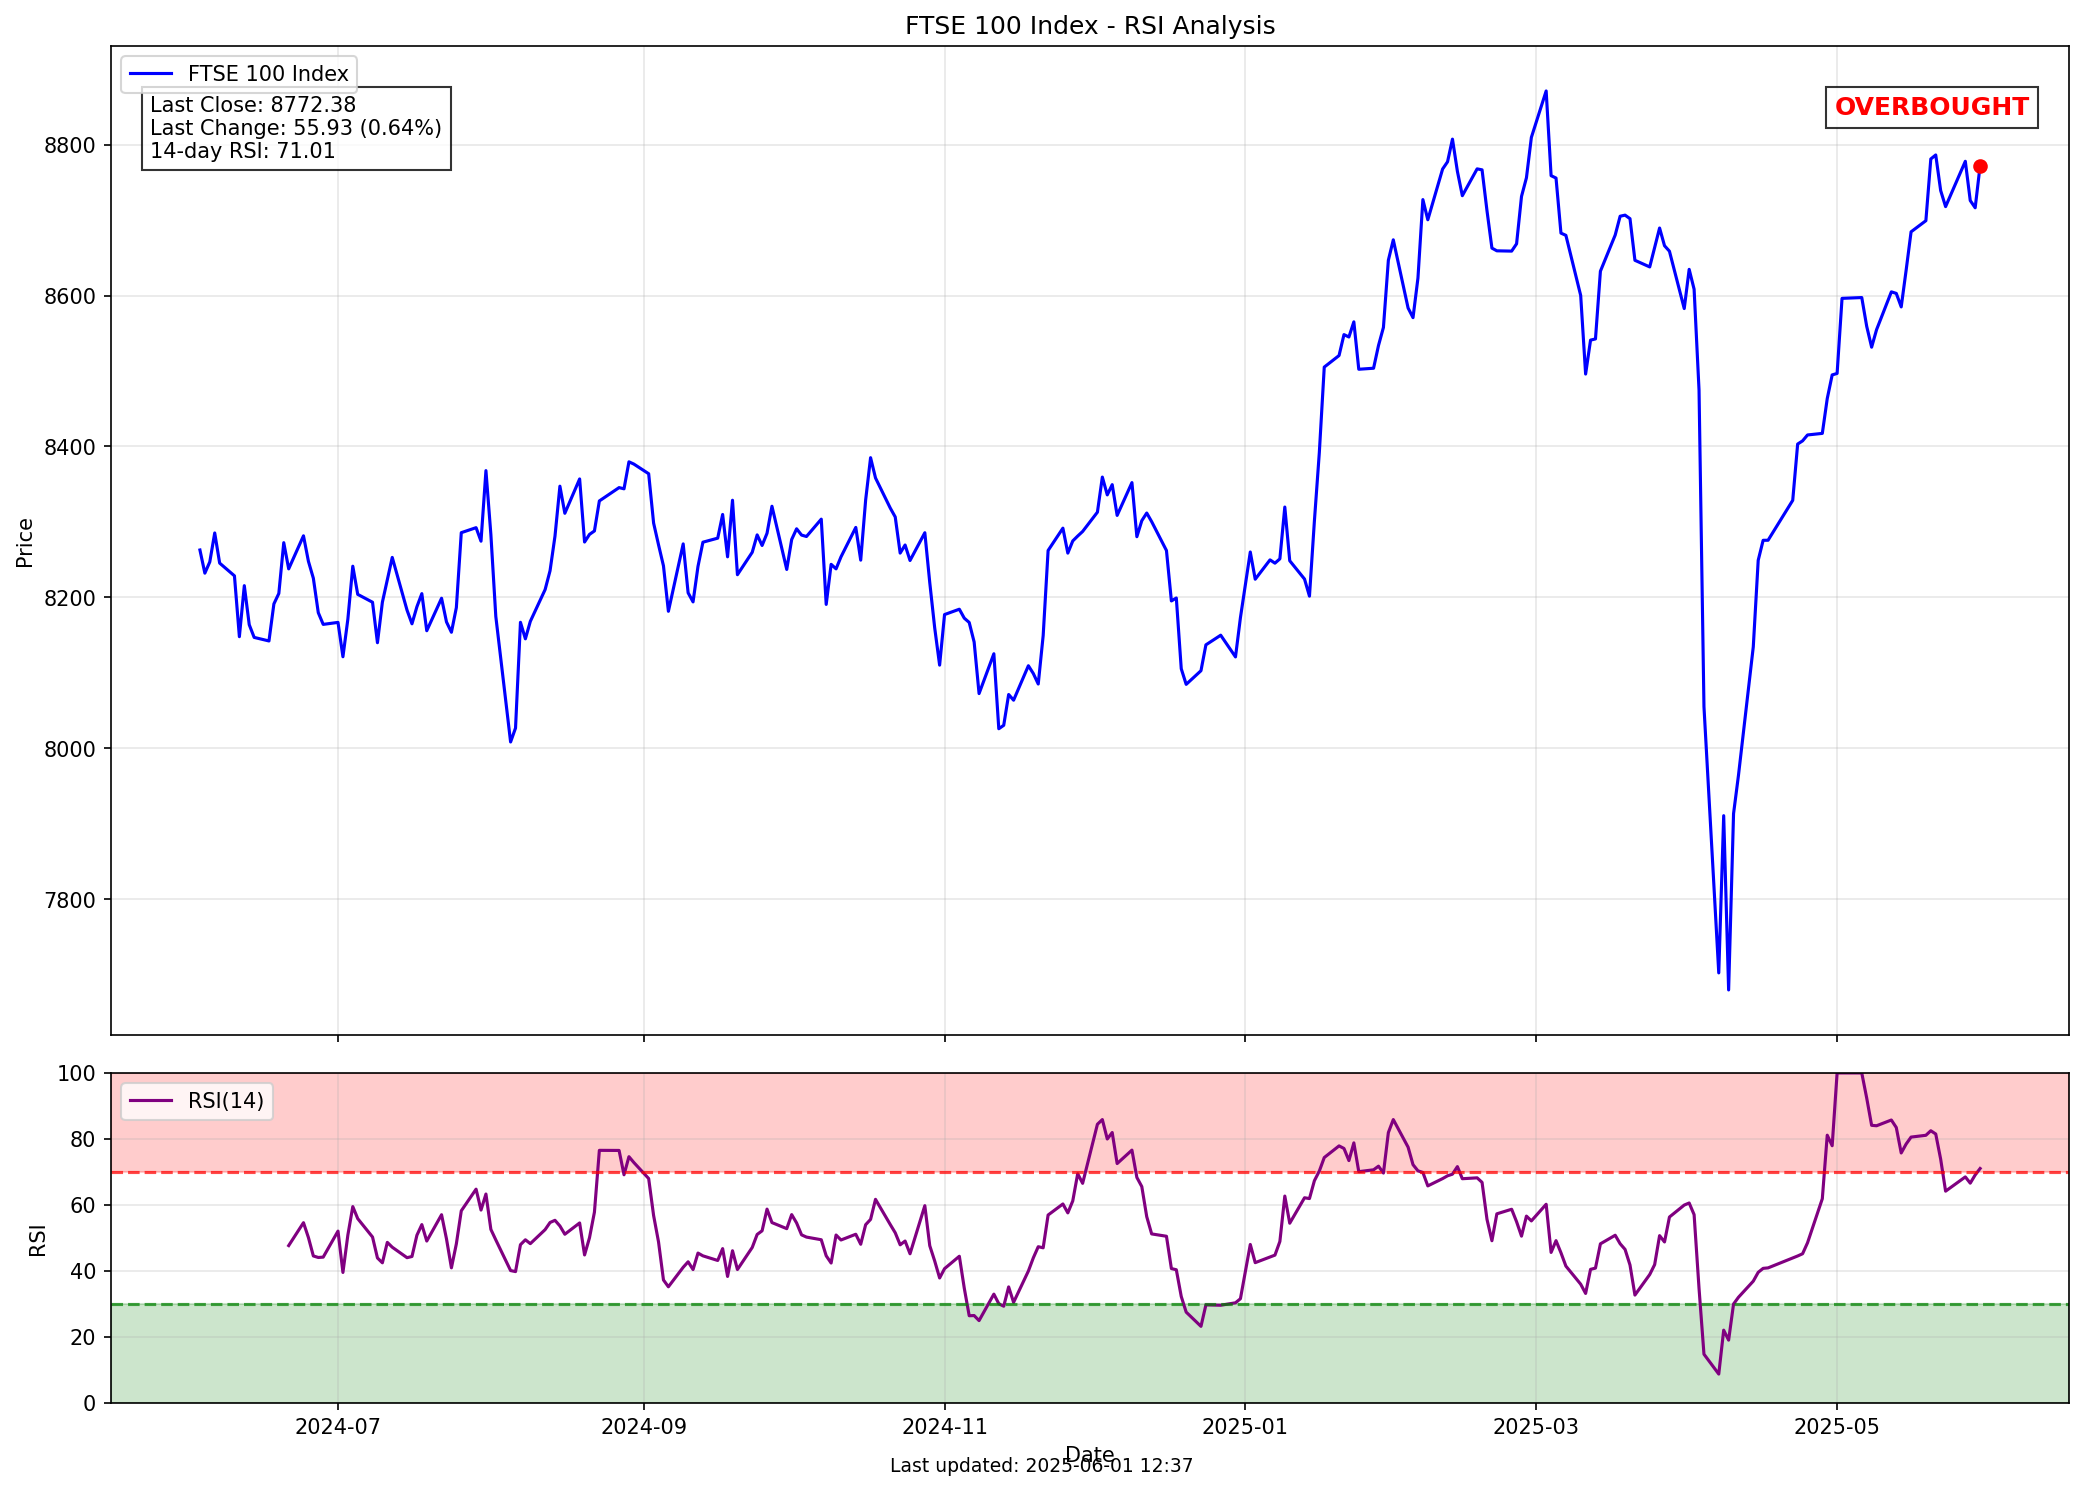 FTSE 100 Index - RSI Analysis
FTSE 100 Index
Last Close: 8772.38
Last Change: 55.93 (0.64%)
14-day RSI: 71.01
OVERBOUGHT
8800
8600
8400
8200
8000
7800
Price
RSI(14)
100
80
60
40
20
0
RSI
2024-07
2024-09
2024-11
2025-01
2025-03
2025-05
Date
Last updated: 2025-06-01 12:37